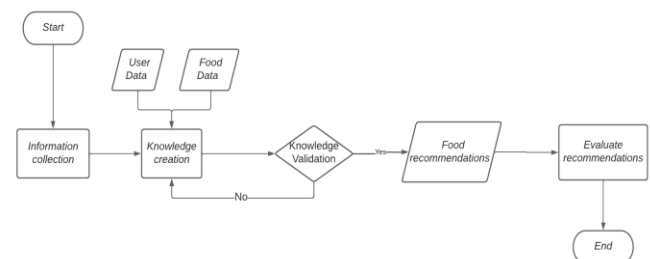 Start
User
Data
Food
Data
Information
collection
Knowledge
creation
Knowledge
Validation
Yes
Food
recommendations
Evaluate
recommendations
No
End